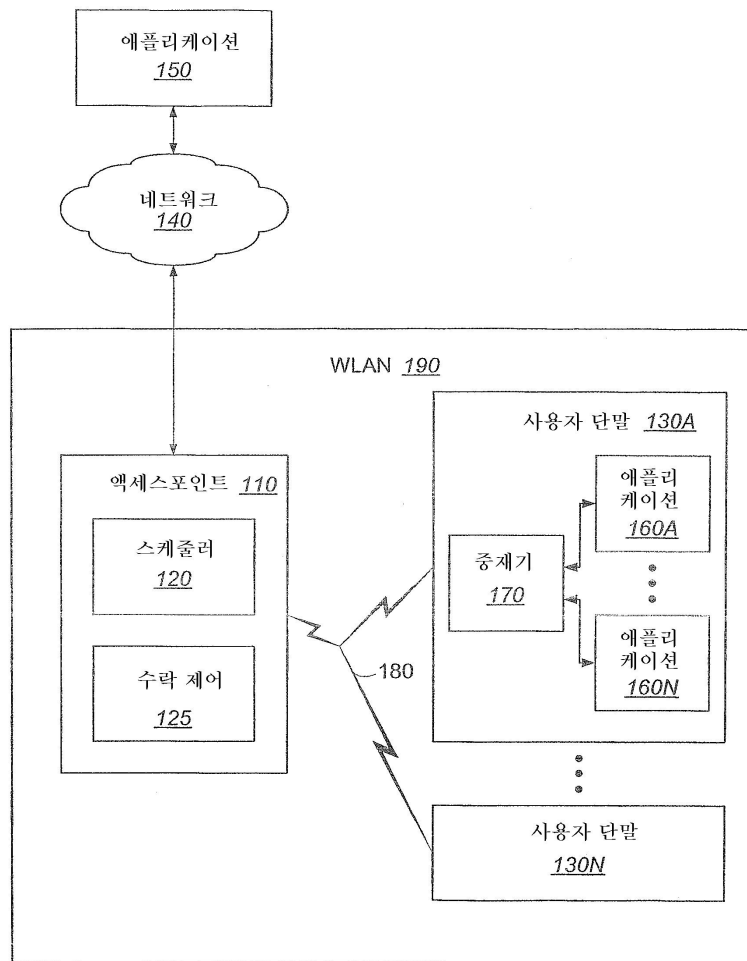 애플리케이션
150
네트워크
140
WLAN 190
사용자 단말 130A
액세스포인트 110
애플리
케이션
160A
스케줄러
120
중재기
170
애플리
케이션
160N
수락 제어
125
180
사용자 단말
130N